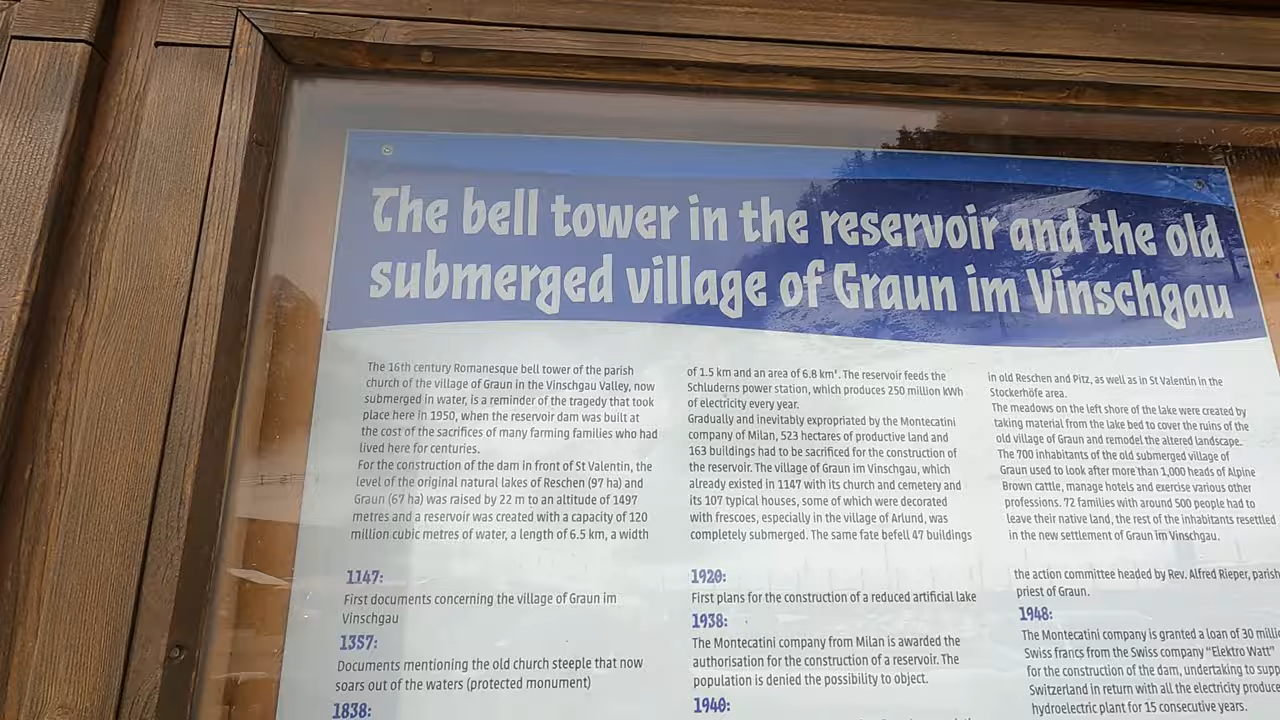 The bell tower in the reservoir and the old
submerged village of Graun im Vinschgau
The 16th century Romanesque bell tower of the parish
church of the village of Graun in the Vinschgau Valley, now
submerged in water, is a reminder of the tragedy that took
place here in 1950, when the reservoir dam was built at
the cost of the sacrifices of many farming families who had
lived here for centuries.
For the construction of the dam in front of St Valentin, the
level of the original natural lakes of Reschen (97 ha) and
Graun (67 ha) was raised by 22 m to an altitude of 1497
metres and a reservoir was created with a capacity of 120
million cubic metres of water, a length of 6.5 km, a width
of 1.5 km and an area of 6.8 km². The reservoir feeds the
Schluderns power station, which produces 250 million kWh
of electricity every year.
Gradually and inevitably expropriated by the Montecatini
company of Milan, 523 hectares of productive land and
163 buildings had to be sacrificed for the construction of
the reservoir. The village of Graun im Vinschgau, which
already existed in 1147 with its church and cemetery and
its 107 typical houses, some of which were decorated
with frescoes, especially in the village of Arlund, was
completely submerged. The same fate befell 47 buildings
in old Reschen and Pitz, as well as in St Valentin in the
Stockerhöfe area.
The meadows on the left shore of the lake were created by
taking material from the lake bed to cover the ruins of the
old village of Graun and remodel the altered landscape.
The 700 inhabitants of the old submerged village of
Graun used to look after more than 1,000 heads of Alpine
Brown cattle, manage hotels and exercise various other
professions. 72 families with around 500 people had to
leave their native land, the rest of the inhabitants resettled
in the new settlement of Graun im Vinschgau.
1147:
First documents concerning the village of Graun im
Vinschgau
1357:
Documents mentioning the old church steeple that now
soars out of the waters (protected monument)
1838:
1920:
First plans for the construction of a reduced artificial lake
1938:
The Montecatini company from Milan is awarded the
authorisation for the construction of a reservoir. The
population is denied the possibility to object.
1940:
the action committee headed by Rev. Alfred Rieper, parish
priest of Graun.
1948:
The Montecatini company is granted a loan of 30 milli
Swiss francs from the Swiss company "Elektro Watt"
for the construction of the dam, undertaking to supp
Switzerland in return with all the electricity produce
hydroelectric plant for 15 consecutive years.